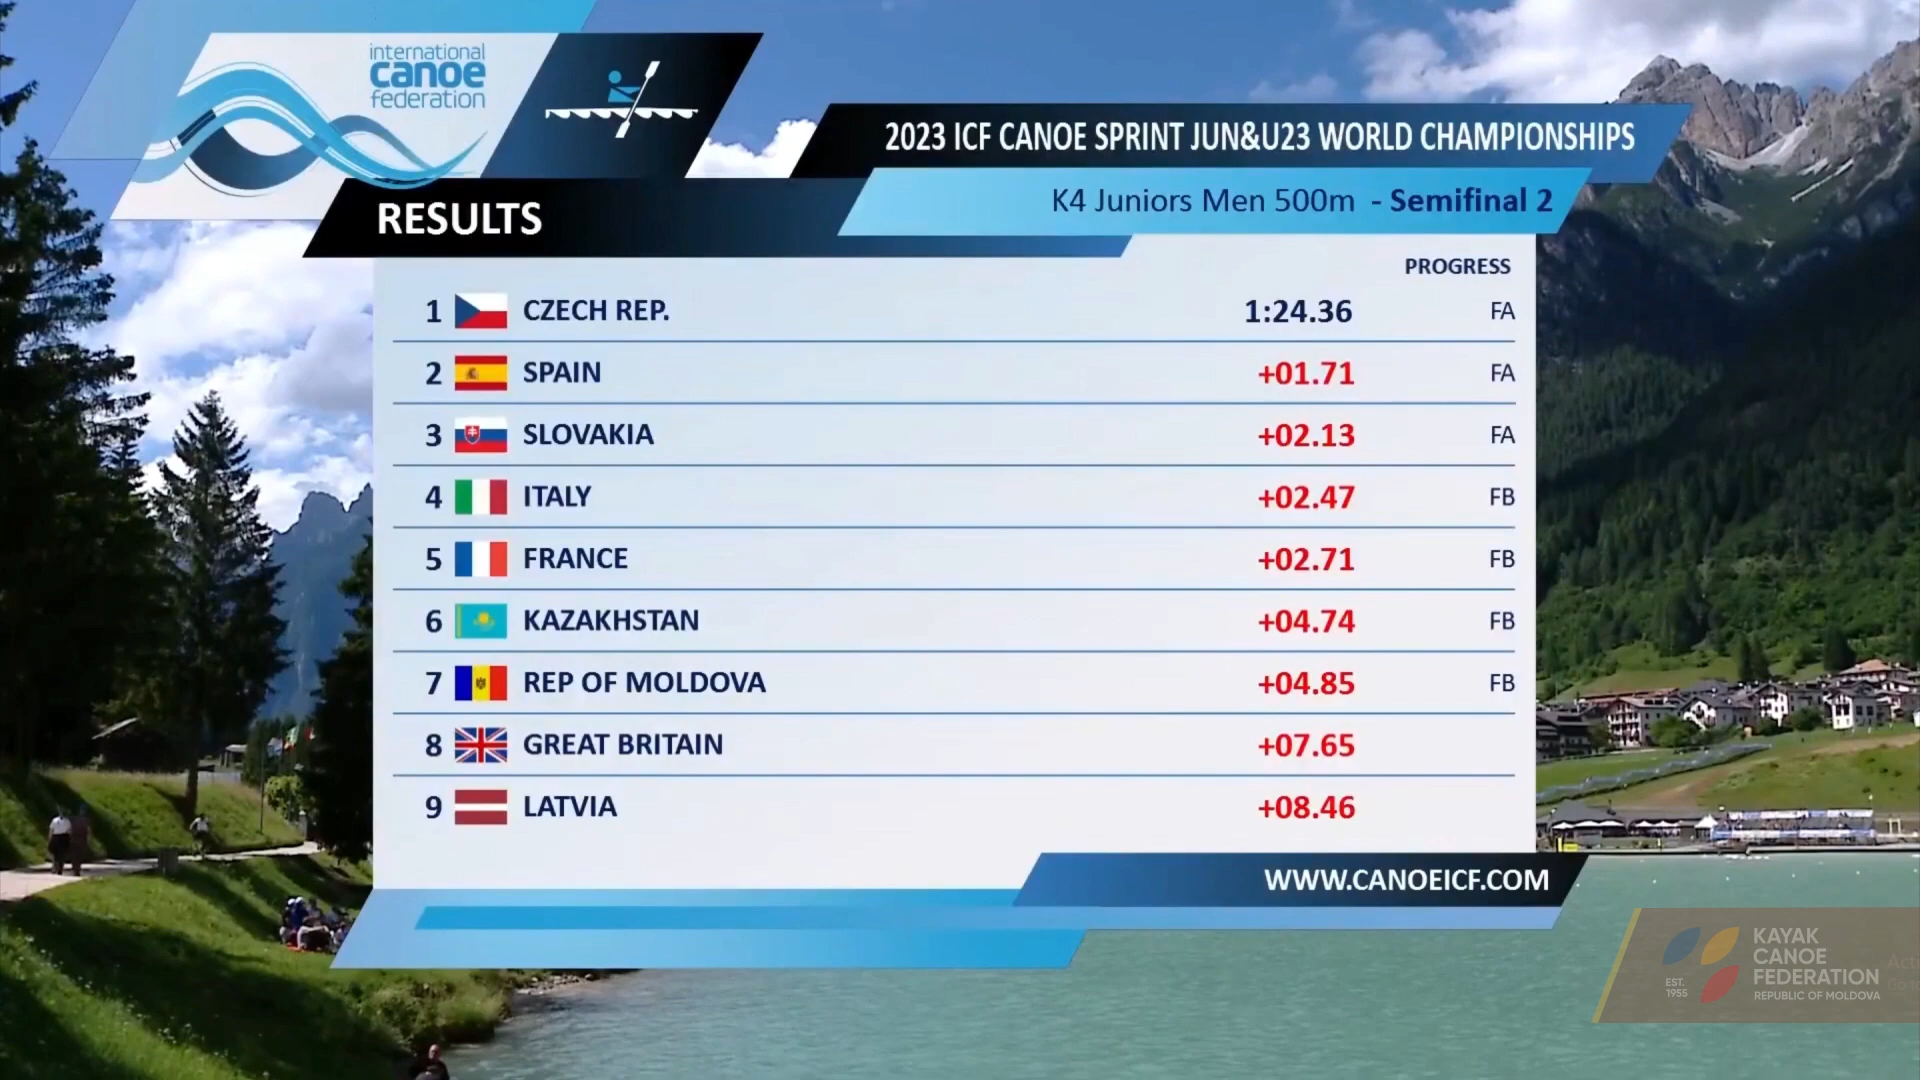 international
canoe
federation
2023 ICF CANOE SPRINT JUN&U23 WORLD CHAMPIONSHIPS
K4 Juniors Men 500m - Semifinal 2
RESULTS
PROGRESS
1 CZECH REP. 1:24.36 FA
2 SPAIN +01.71 FA
3 SLOVAKIA +02.13 FA
4 ITALY +02.47 FB
5 FRANCE +02.71 FB
6 KAZAKHSTAN +04.74 FB
7 REP OF MOLDOVA +04.85 FB
8 GREAT BRITAIN +07.65
9 LATVIA +08.46
WWW.CANOEICF.COM
KAYAK
CANOE
FEDERATION
REPUBLIC OF MOLDOVA
EST.
1955